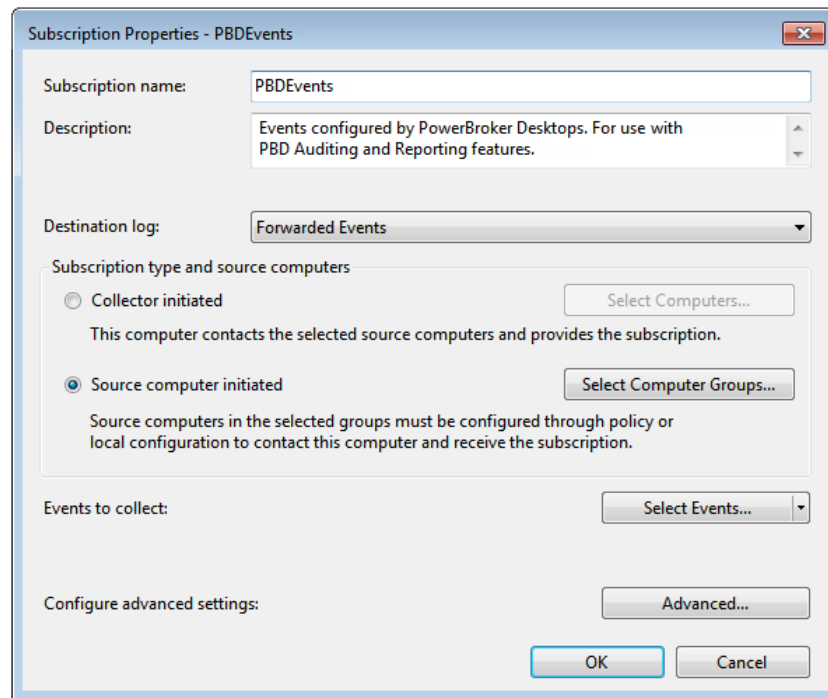 Subscription Properties - PBDEvents
Subscription name:
PBDEvents
Description:
Events configured by PowerBroker Desktops. For use with
PBD Auditing and Reporting features.
Destination log:
Forwarded Events
Subscription type and source computers
Collector initiated
Select Computers...
This computer contacts the selected source computers and provides the subscription.
Source computer initiated
Select Computer Groups...
Source computers in the selected groups must be configured through policy or
local configuration to contact this computer and receive the subscription.
Events to collect:
Select Events...
Configure advanced settings:
Advanced...
OK
Cancel